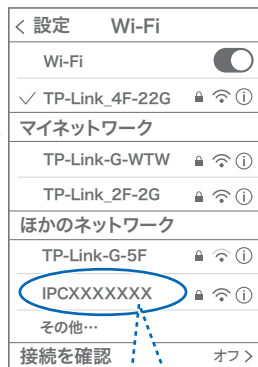 < 設定 Wi-Fi
Wi-Fi
✓ TP-Link_4F-22G
マイネットワーク
TP-Link-G-WTW
TP-Link_2F-2G
ほかのネットワーク
TP-Link-G-5F
IPCXXXXXXX
その他…
接続を確認 オフ >